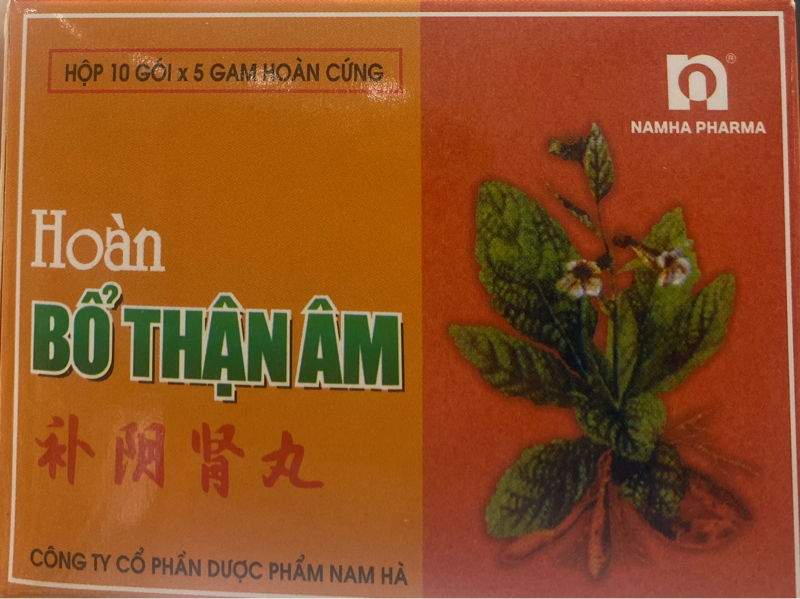 HỘP 10 GÓI x 5 GAM HOÀN CỨNG
n ®
NAMHA PHARMA
Hoàn
BỔ THẬN ÂM
补阴肾丸
CÔNG TY CỔ PHẦN DƯỢC PHẨM NAM HÀ